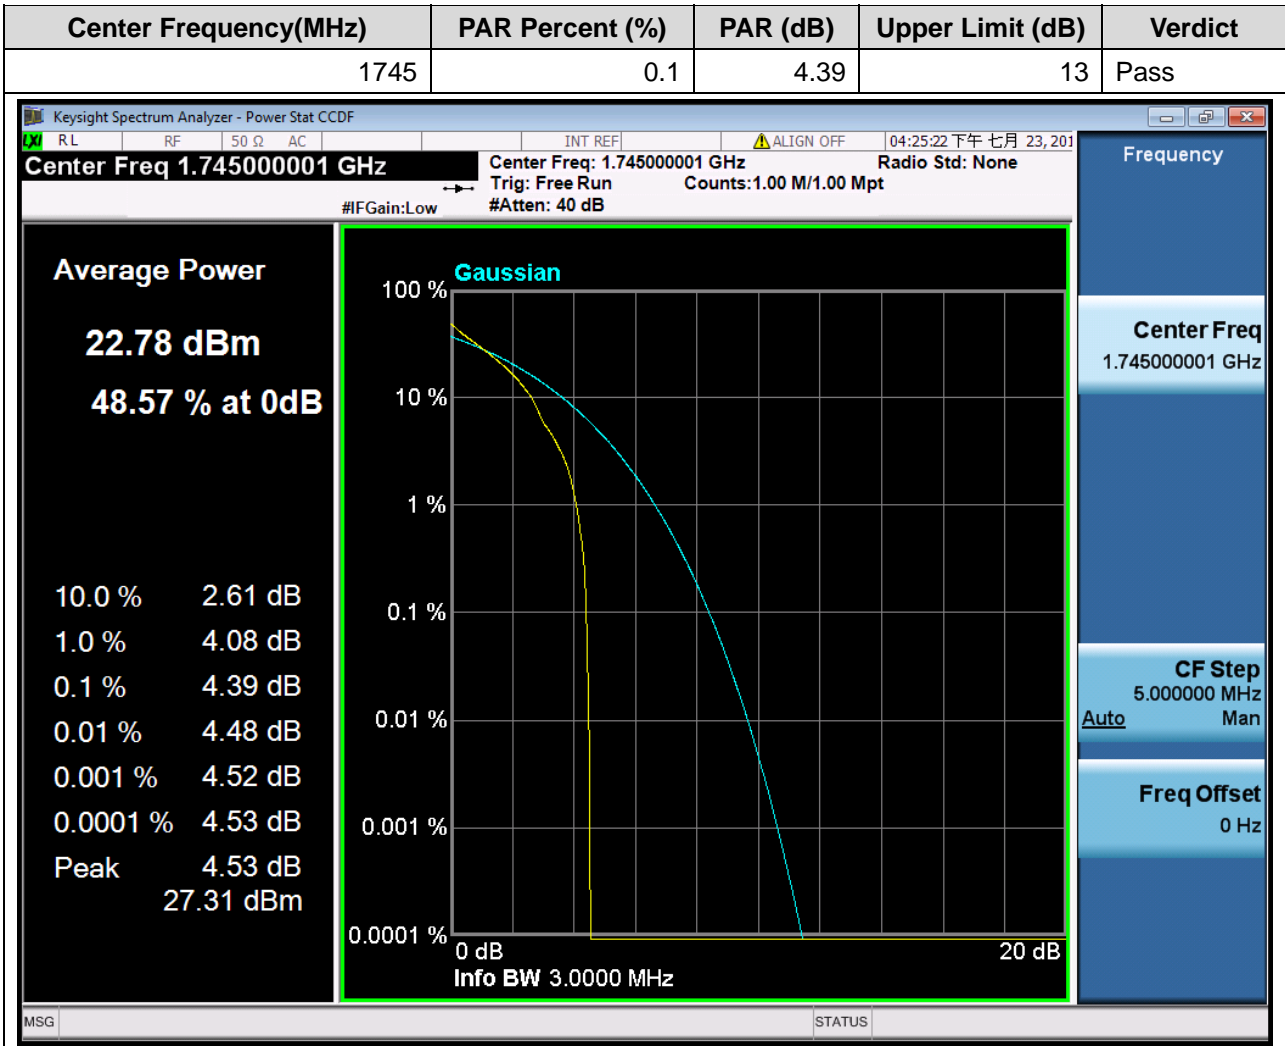 Center Frequency(MHz) PAR Percent (%) PAR (dB) Upper Limit (dB) Verdict
1745 0.1 4.39 13 Pass
Keysight Spectrum Analyzer - Power Stat CCDF
LXI RL RF 50 Ω AC INT REF ALIGN OFF 04:25:22 下午 七月 23, 201
Center Freq 1.745000001 GHz
Center Freq: 1.745000001 GHz Radio Std: None
Trig: Free Run Counts:1.00 M/1.00 Mpt
#IFGain:Low #Atten: 40 dB
Frequency
Average Power
22.78 dBm
48.57 % at 0dB
10.0 % 2.61 dB
1.0 % 4.08 dB
0.1 % 4.39 dB
0.01 % 4.48 dB
0.001 % 4.52 dB
0.0001 % 4.53 dB
Peak 4.53 dB
27.31 dBm
Gaussian
100 %
10 %
1 %
0.1 %
0.01 %
0.001 %
0.0001 %
0 dB 20 dB
Info BW 3.0000 MHz
Center Freq
1.745000001 GHz
CF Step
5.000000 MHz
Auto Man
Freq Offset
0 Hz
MSG STATUS